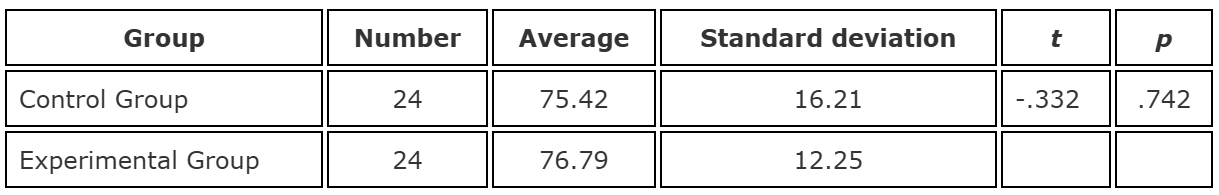 Group Number Average Standard deviation t p
Control Group 24 75.42 16.21 -.332 .742
Experimental Group 24 76.79 12.25